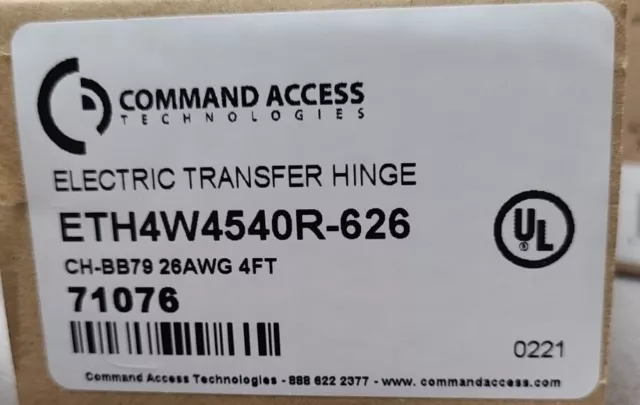 COMMAND ACCESS
TECHNOLOGIES
ELECTRIC TRANSFER HINGE
ETH4W4540R-626
CH-BB79 26AWG 4FT
71076
UL
0221
Command Access Technologies - 888 622 2377 - www. commandaccess.com